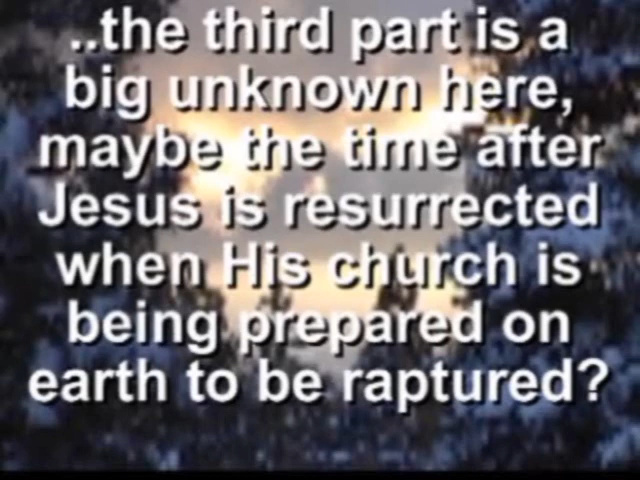 ..the third part is a
big unknown here,
maybe the time after
Jesus is resurrected
when His church is
being prepared on
earth to be raptured?